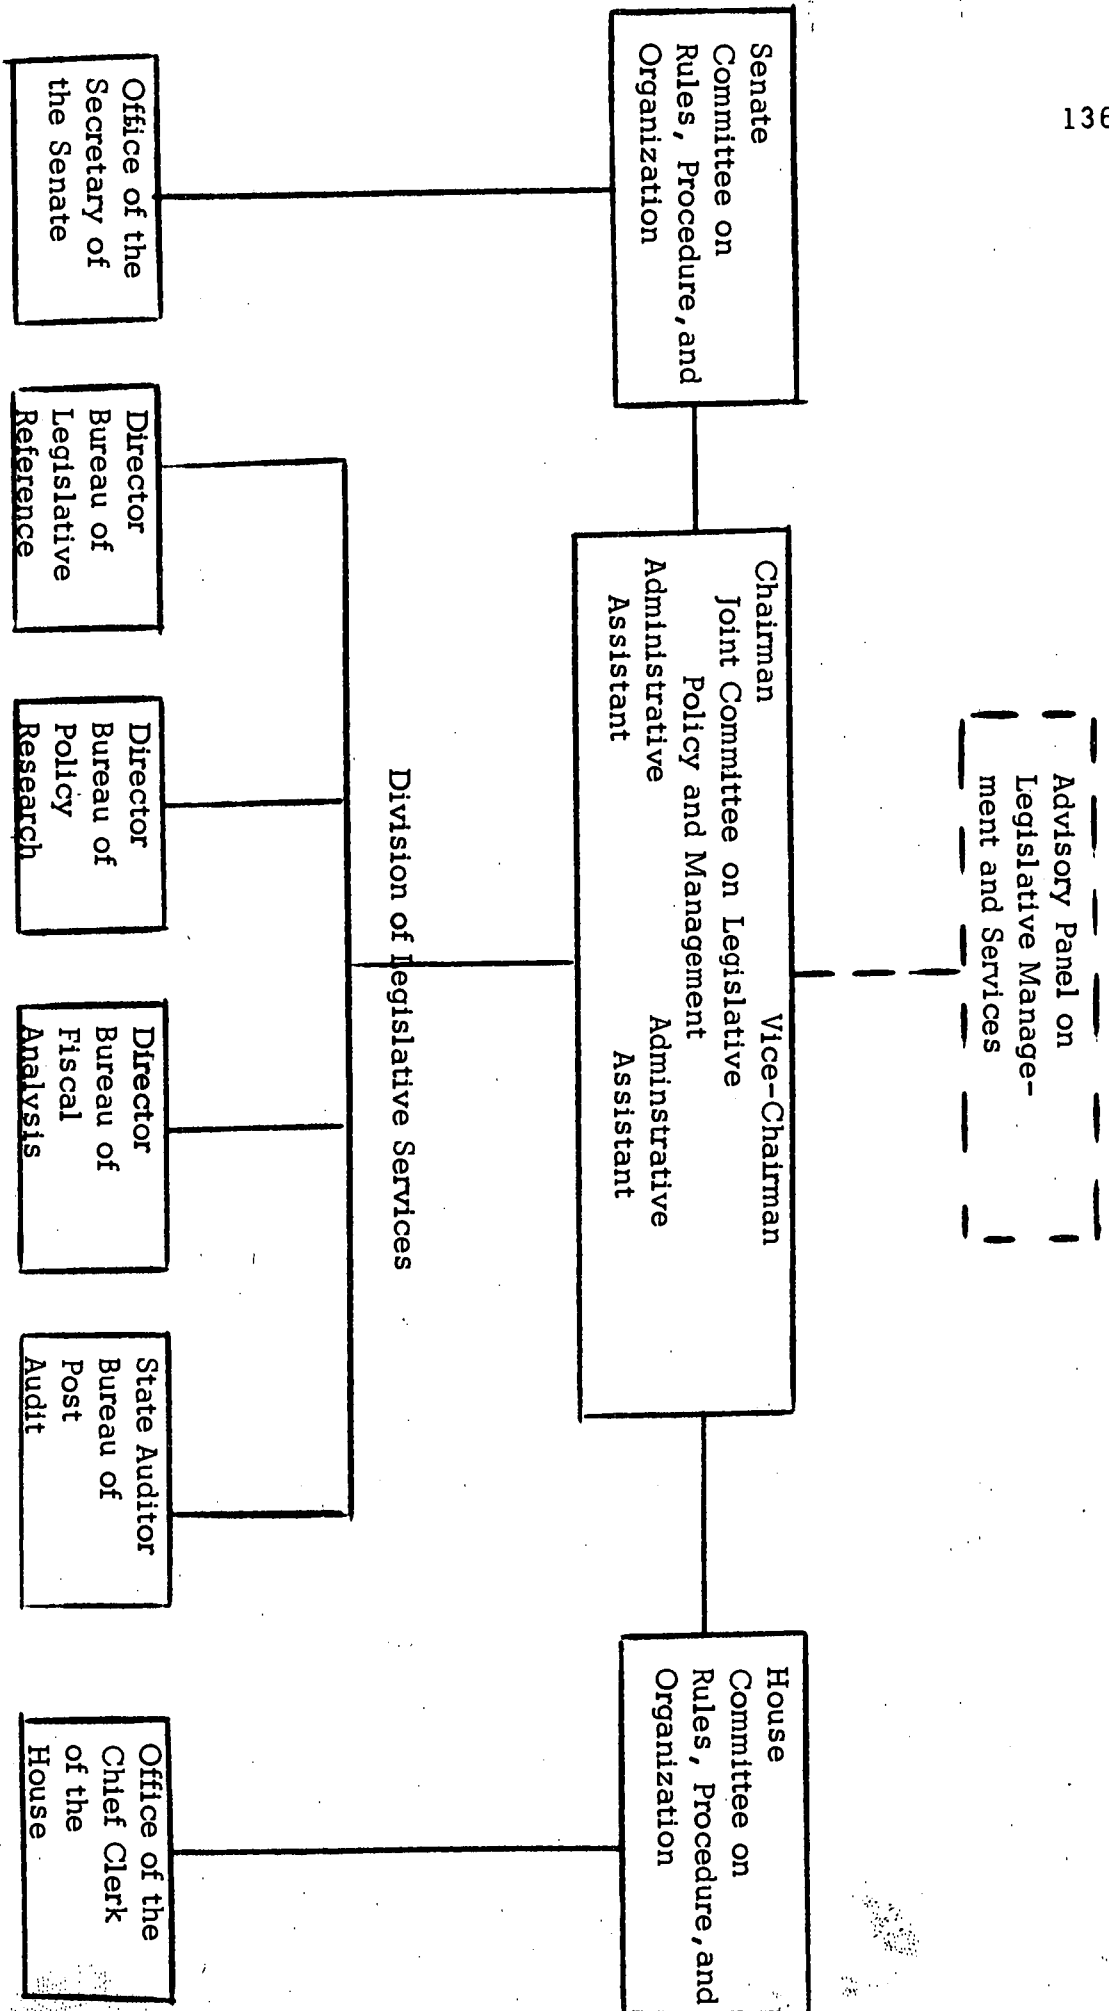 136
Advisory Panel on
Legislative Manage-
ment and Services
Senate
Committee on
Rules, Procedure, and
Organization
Chairman
Vice-Chairman
Joint Committee on Legislative
Policy and Management
Administrative
Assistant
Adminstrative
Assistant
House
Committee on
Rules, Procedure, and
Organization
Division of Legislative Services
Office of the
Secretary of
the Senate
Director
Bureau of
Legislative
Reference
Director
Bureau of
Policy
Research
Director
Bureau of
Fiscal
Analysis
State Auditor
Bureau of
Post
Audit
Office of the
Chief Clerk
of the
House